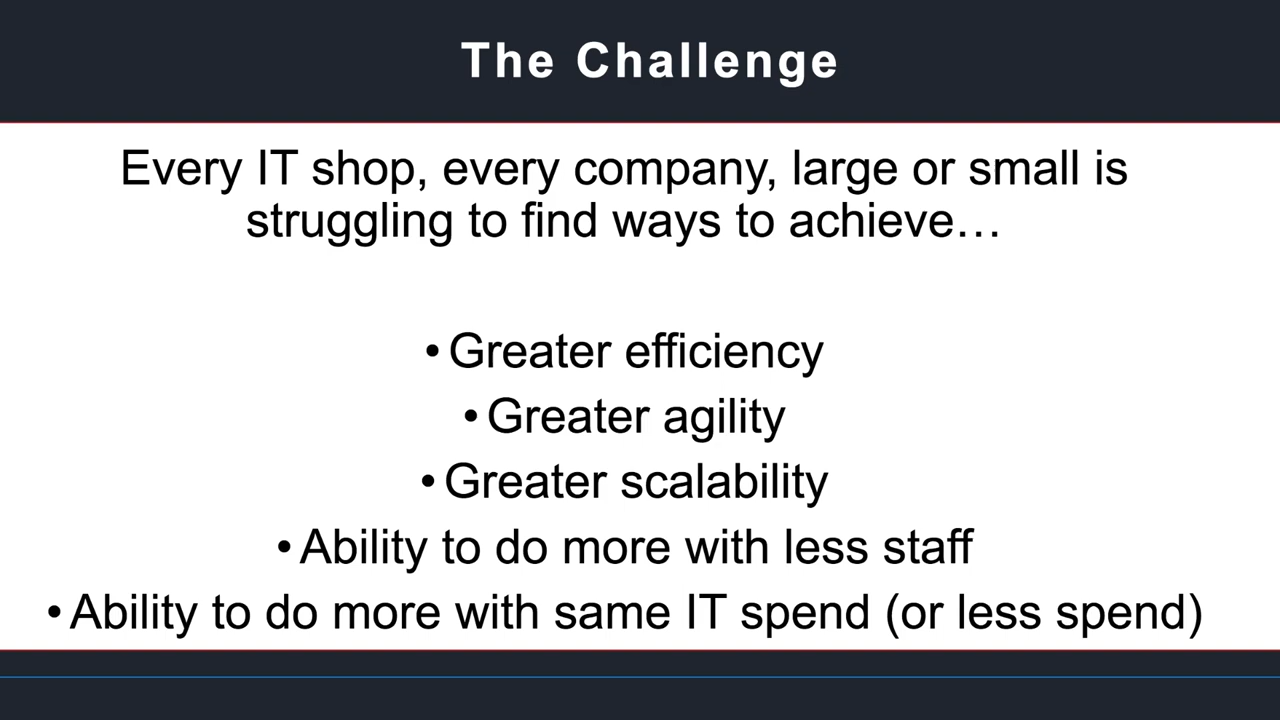 The Challenge
Every IT shop, every company, large or small is
struggling to find ways to achieve…
• Greater efficiency
• Greater agility
• Greater scalability
• Ability to do more with less staff
• Ability to do more with same IT spend (or less spend)